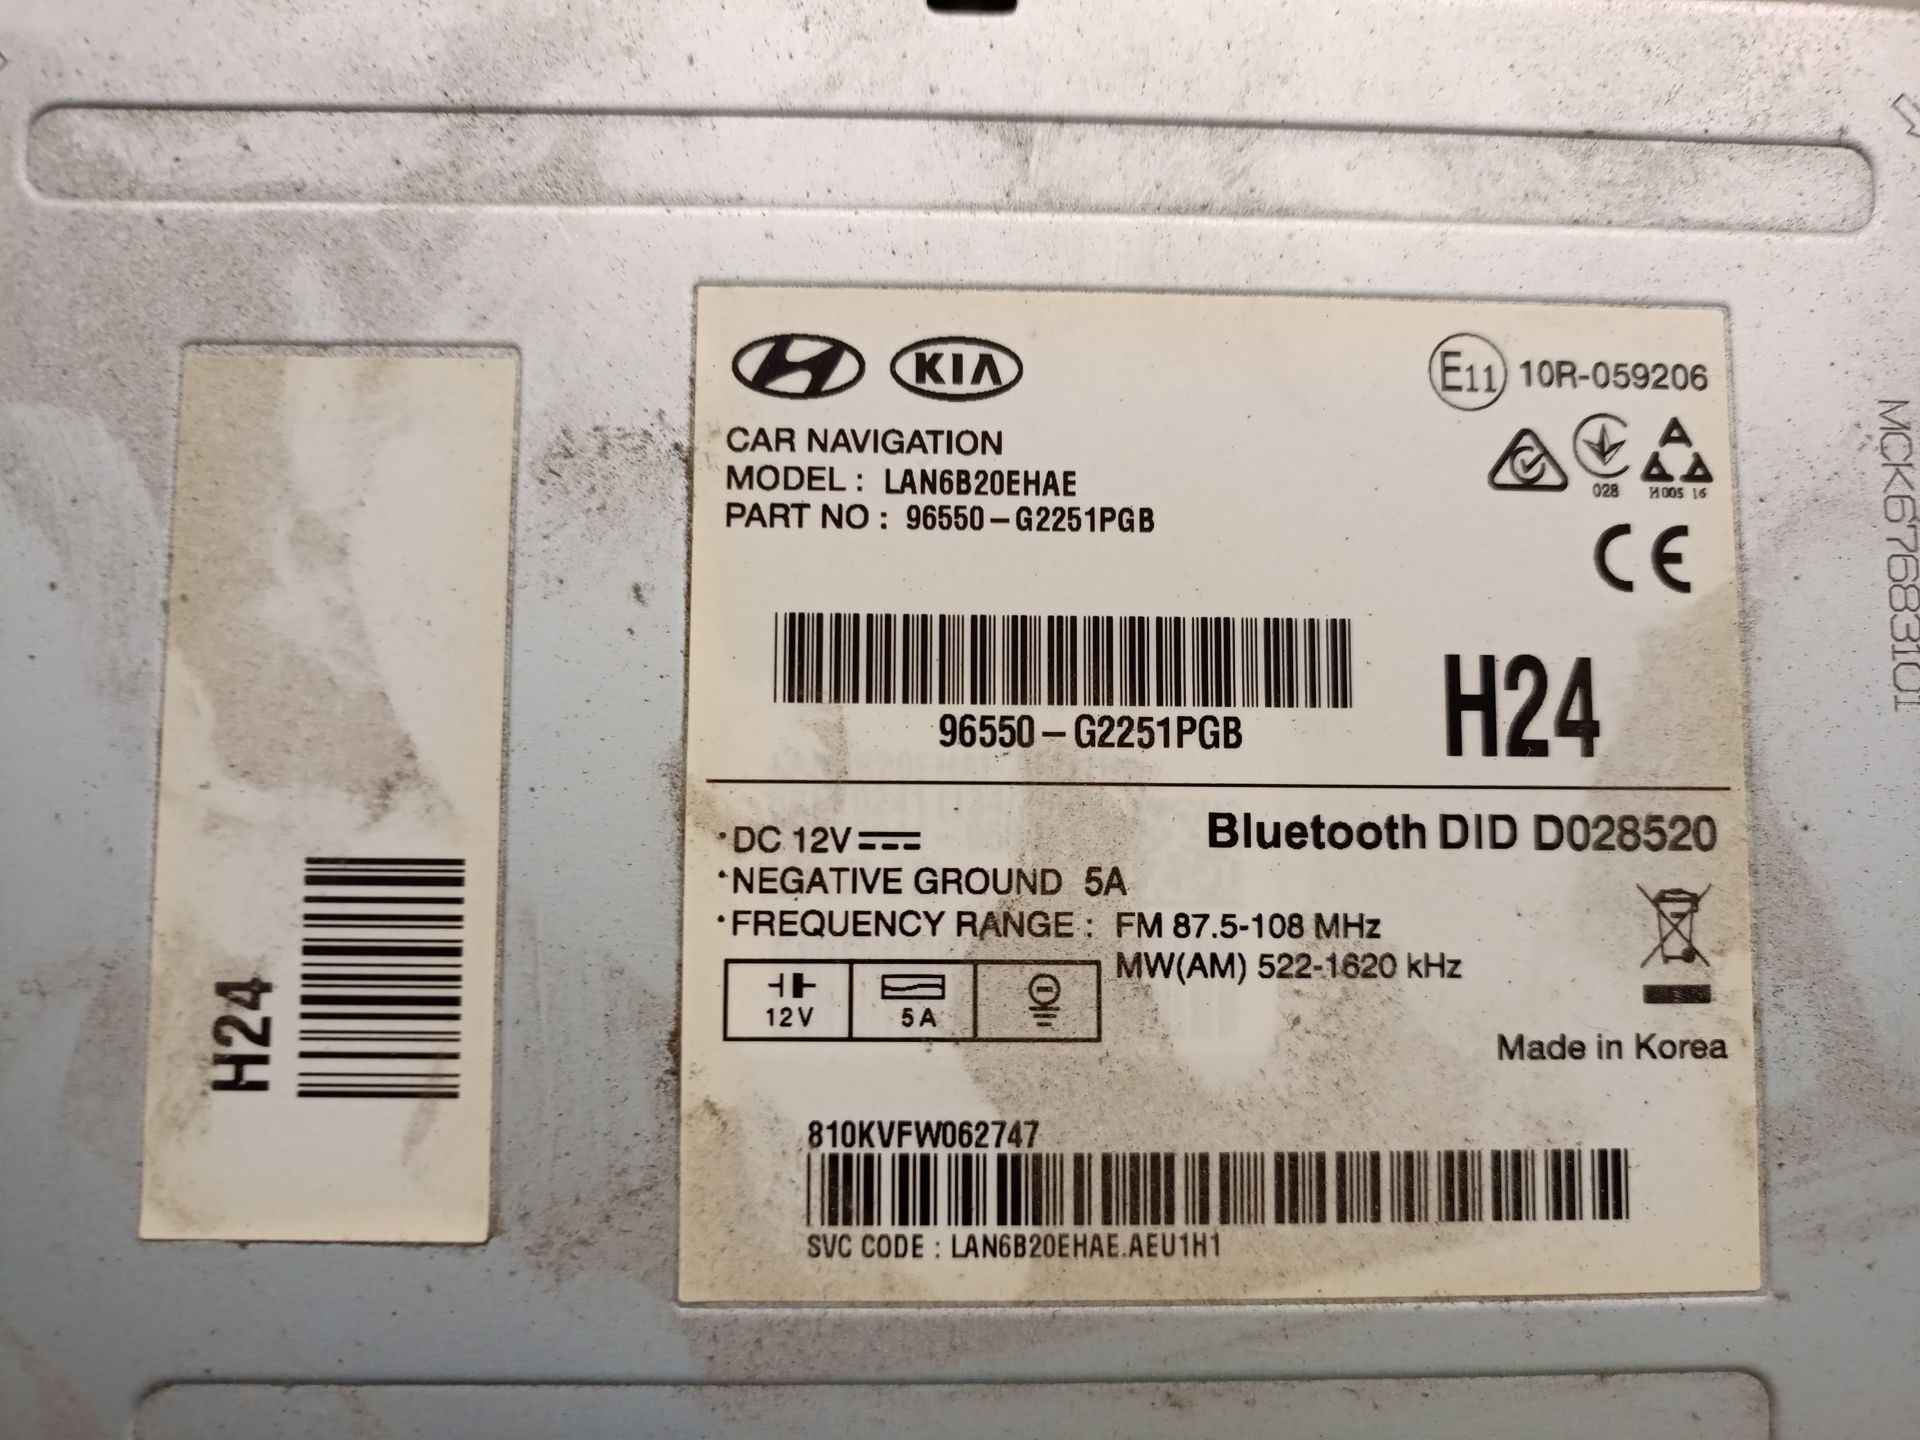 KIA
E11 10R-059206
CAR NAVIGATION
MODEL : LAN6B20EHAE
PART NO : 96550-G2251PGB
028
CE
MCK67683101
96550-G2251PGB
H24
DC 12V
Bluetooth DID D028520
·NEGATIVE GROUND 5A
·FREQUENCY RANGE : FM 87.5-108 MHz
MW(AM) 522-1620 kHz
12V
5A
Made in Korea
H24
810KVFW062747
SVC CODE : LAN6B20EHAE.AEU1H1